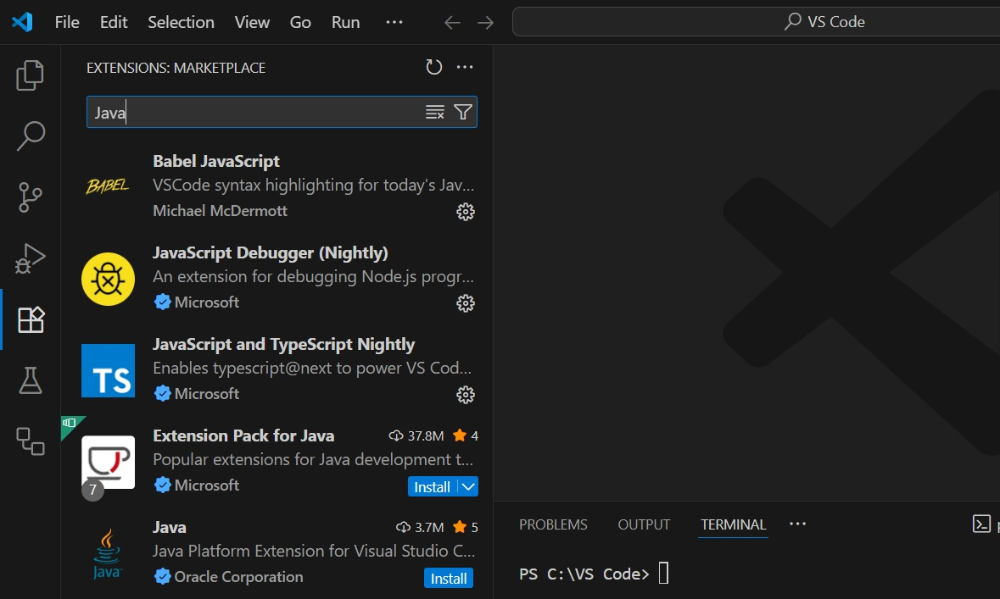 File Edit Selection View Go Run ··· VS Code
EXTENSIONS: MARKETPLACE
Java
BABEL
Babel JavaScript
VSCode syntax highlighting for today's Jav...
Michael McDermott
JavaScript Debugger (Nightly)
An extension for debugging Node.js progr...
Microsoft
TS
JavaScript and TypeScript Nightly
Enables typescript@next to power VS Cod...
Microsoft
Extension Pack for Java 37.8M 4
Popular extensions for Java development t...
7
Microsoft Install
Java 3.7M 5
Java Platform Extension for Visual Studio C...
Java
Oracle Corporation Install
PROBLEMS OUTPUT TERMINAL ···
PS C:\VS Code>